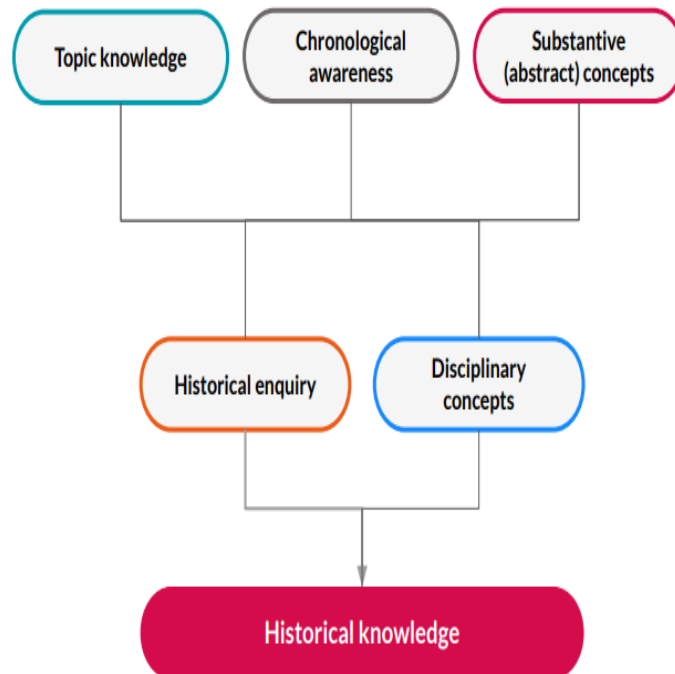 Topic knowledge
Chronological
awareness
Substantive
(abstract) concepts
Historical enquiry
Disciplinary
concepts
Historical knowledge